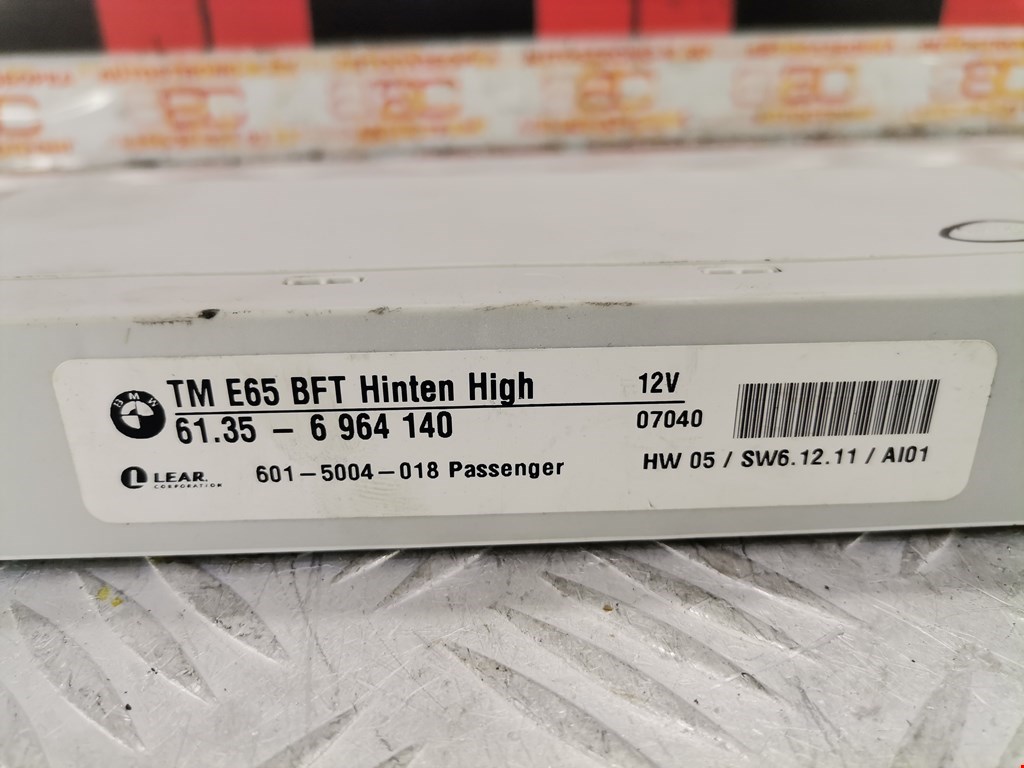 BMW
TM E65 BFT Hinten High 12V
61.35 - 6 964 140 07040
LEAR.
CORPORATION
601-5004-018 Passenger
HW 05 / SW6.12.11 / AI01